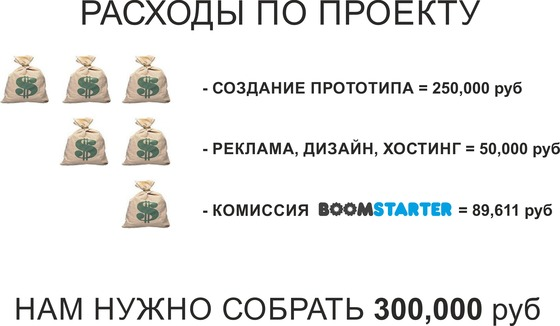 РАСХОДЫ ПО ПРОЕКТУ
- СОЗДАНИЕ ПРОТОТИПА = 250,000 руб
- РЕКЛАМА, ДИЗАЙН, ХОСТИНГ = 50,000 руб
- КОМИССИЯ BOOMSTARTER = 89,611 руб
НАМ НУЖНО СОБРАТЬ 300,000 руб